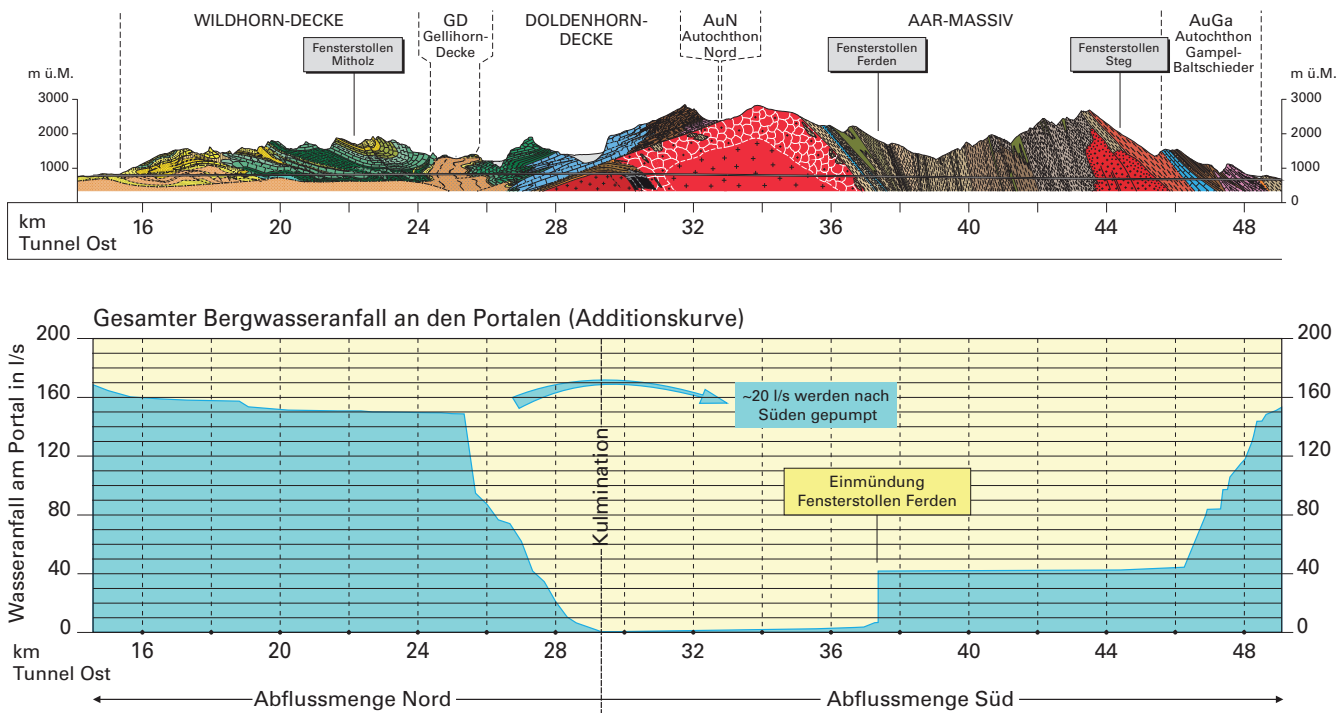 WILDHORN-DECKE
GD
Gellihorn-
Decke
DOLDENHORN-
DECKE
AuN
Autochthon
Nord
AAR-MASSIV
AuGa
Autochthon
Gampel-
Baltschieder
Fensterstollen
Mitholz
Fensterstollen
Ferden
Fensterstollen
Steg
m ü.M.
m ü.M.
3000
3000
2000
2000
1000
1000
0
0
km
Tunnel Ost
16 20 24 28 32 36 40 44 48
Gesamter Bergwasseranfall an den Portalen (Additionskurve)
Wasseranfall am Portal in l/s
200
200
160
160
120
120
80
80
40
40
0
0
~20 l/s werden nach
Süden gepumpt
Kulmination
Einmündung
Fensterstollen Ferden
km
Tunnel Ost
16 20 24 28 32 36 40 44 48
Abflussmenge Nord
Abflussmenge Süd